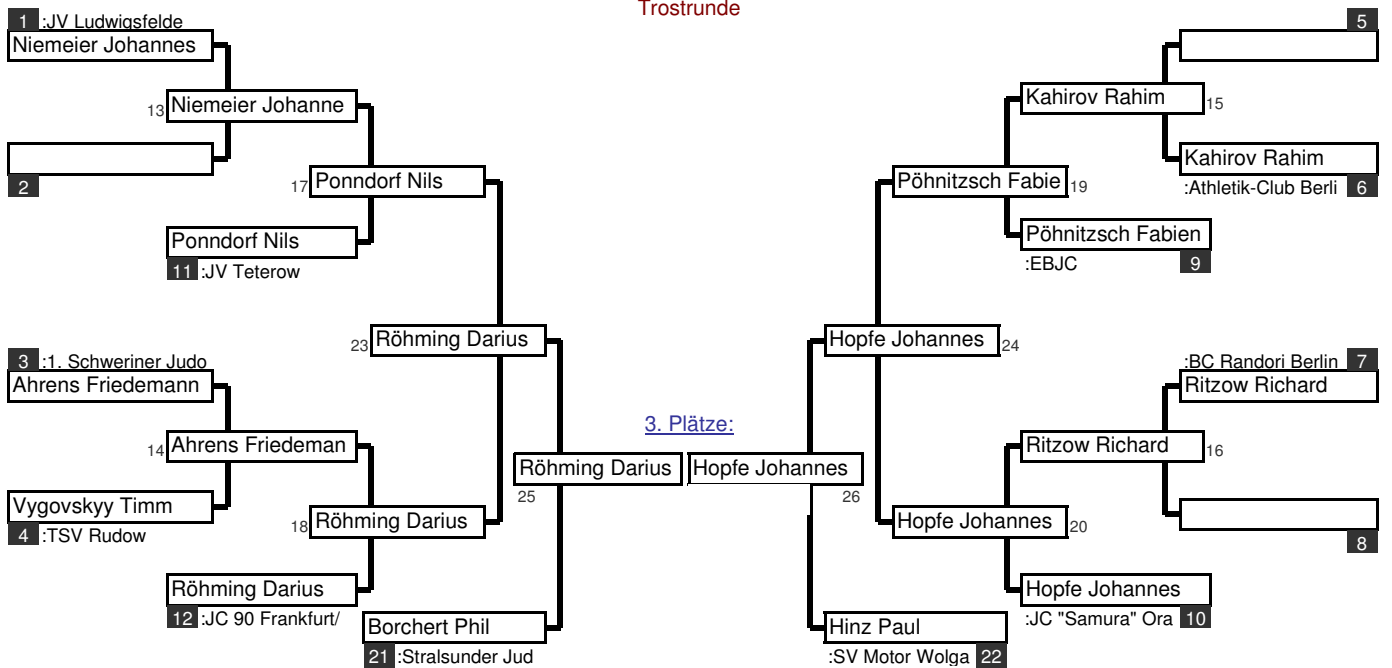 Trostrunde
1 :JV Ludwigsfelde
5
Niemeier Johannes
13 Niemeier Johanne
Kahirov Rahim 15
Kahirov Rahim
2
17 Ponndorf Nils
Pöhnitzsch Fabie 19
:Athletik-Club Berli 6
Ponndorf Nils
Pöhnitzsch Fabien
11 :JV Teterow
:EBJC 9
23 Röhming Darius
Hopfe Johannes 24
3 :1. Schweriner Judo
:BC Randori Berlin 7
Ahrens Friedemann
Ritzow Richard
3. Plätze:
14 Ahrens Friedeman
Ritzow Richard 16
Röhming Darius
Hopfe Johannes
25
26
Vygovskyy Timm
18 Röhming Darius
Hopfe Johannes 20
4 :TSV Rudow
8
Röhming Darius
Hopfe Johannes
12 :JC 90 Frankfurt/
:JC "Samura" Ora 10
Borchert Phil
Hinz Paul
21 :Stralsunder Jud
:SV Motor Wolga 22